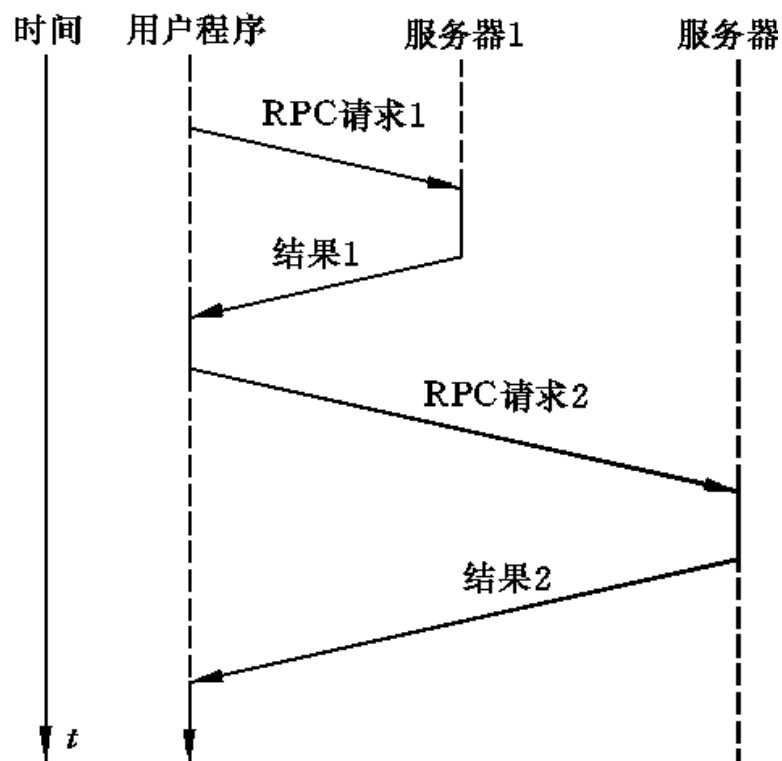 时间 用户程序 服务器1 服务器
RPC请求1
结果1
RPC请求2
结果2
t